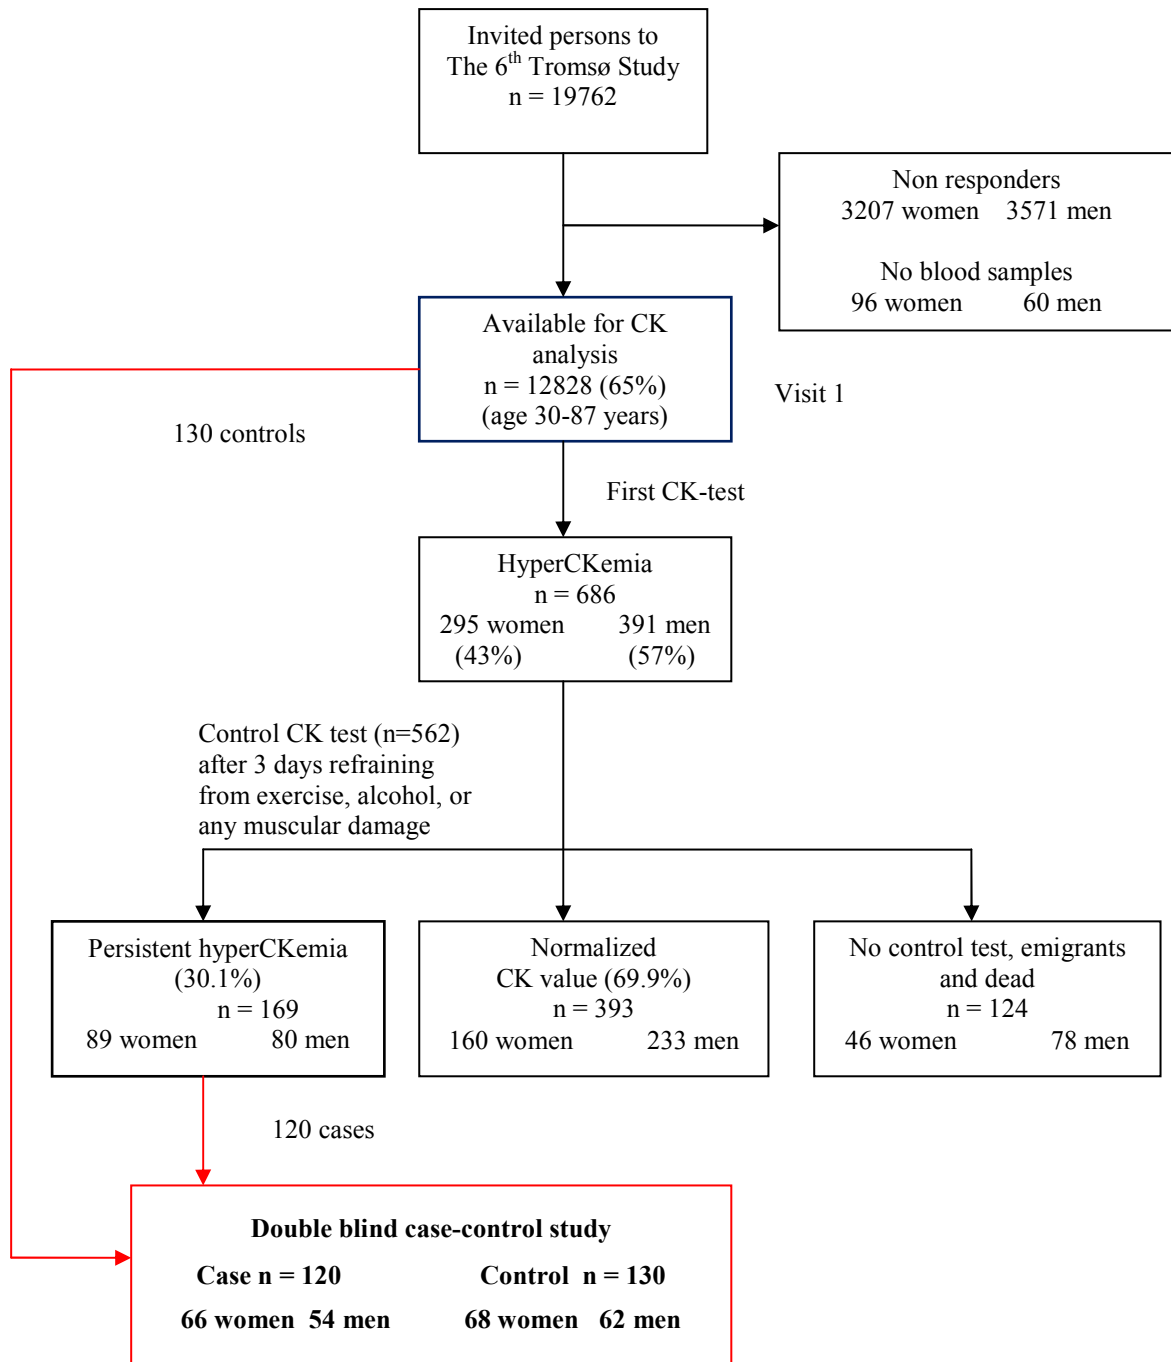 Invited persons to
The 6th Tromsø Study
n = 19762
Non responders
3207 women 3571 men
No blood samples
96 women 60 men
Available for CK
analysis
n = 12828 (65%)
(age 30-87 years)
Visit 1
130 controls
First CK-test
HyperCKemia
n = 686
295 women 391 men
(43%) (57%)
Control CK test (n=562)
after 3 days refraining
from exercise, alcohol, or
any muscular damage
Persistent hyperCKemia
(30.1%)
n = 169
89 women 80 men
Normalized
CK value (69.9%)
n = 393
160 women 233 men
No control test, emigrants
and dead
n = 124
46 women 78 men
120 cases
Double blind case-control study
Case n = 120 Control n = 130
66 women 54 men 68 women 62 men